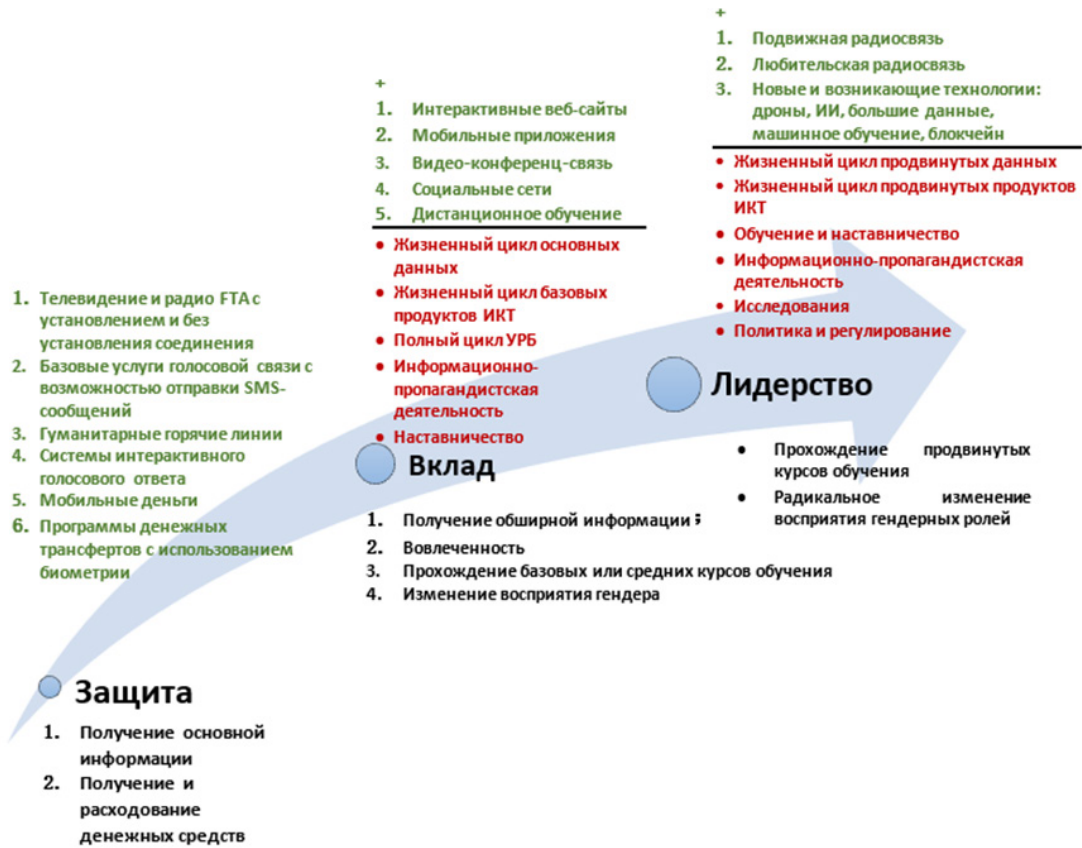 1. Телевидение и радио FTA с
установлением и без
установления соединения
2. Базовые услуги голосовой связи с
возможностью отправки SMS-
сообщений
3. Гуманитарные горячие линии
4. Системы интерактивного
голосового ответа
5. Мобильные деньги
6. Программы денежных
трансфертов с использованием
биометрии
Защита
1. Получение основной
информации
2. Получение и
расходование
денежных средств
+
1. Интерактивные веб-сайты
2. Мобильные приложения
3. Видео-конференц-связь
4. Социальные сети
5. Дистанционное обучение
• Жизненный цикл основных
данных
• Жизненный цикл базовых
продуктов ИКТ
• Полный цикл УРБ
• Информационно-
пропагандистская
деятельность
• Наставничество
Вклад
1. Получение обширной информации ;
2. Вовлеченность
3. Прохождение базовых или средних курсов обучения
4. Изменение восприятия гендера
+
1. Подвижная радиосвязь
2. Любительская радиосвязь
3. Новые и возникающие технологии:
дроны, ИИ, большие данные,
машинное обучение, блокчейн
• Жизненный цикл продвинутых данных
• Жизненный цикл продвинутых продуктов
ИКТ
• Обучение и наставничество
• Информационно-пропагандистская
деятельность
• Исследования
• Политика и регулирование
Лидерство
• Прохождение продвинутых
курсов обучения
• Радикальное изменение
восприятия гендерных ролей